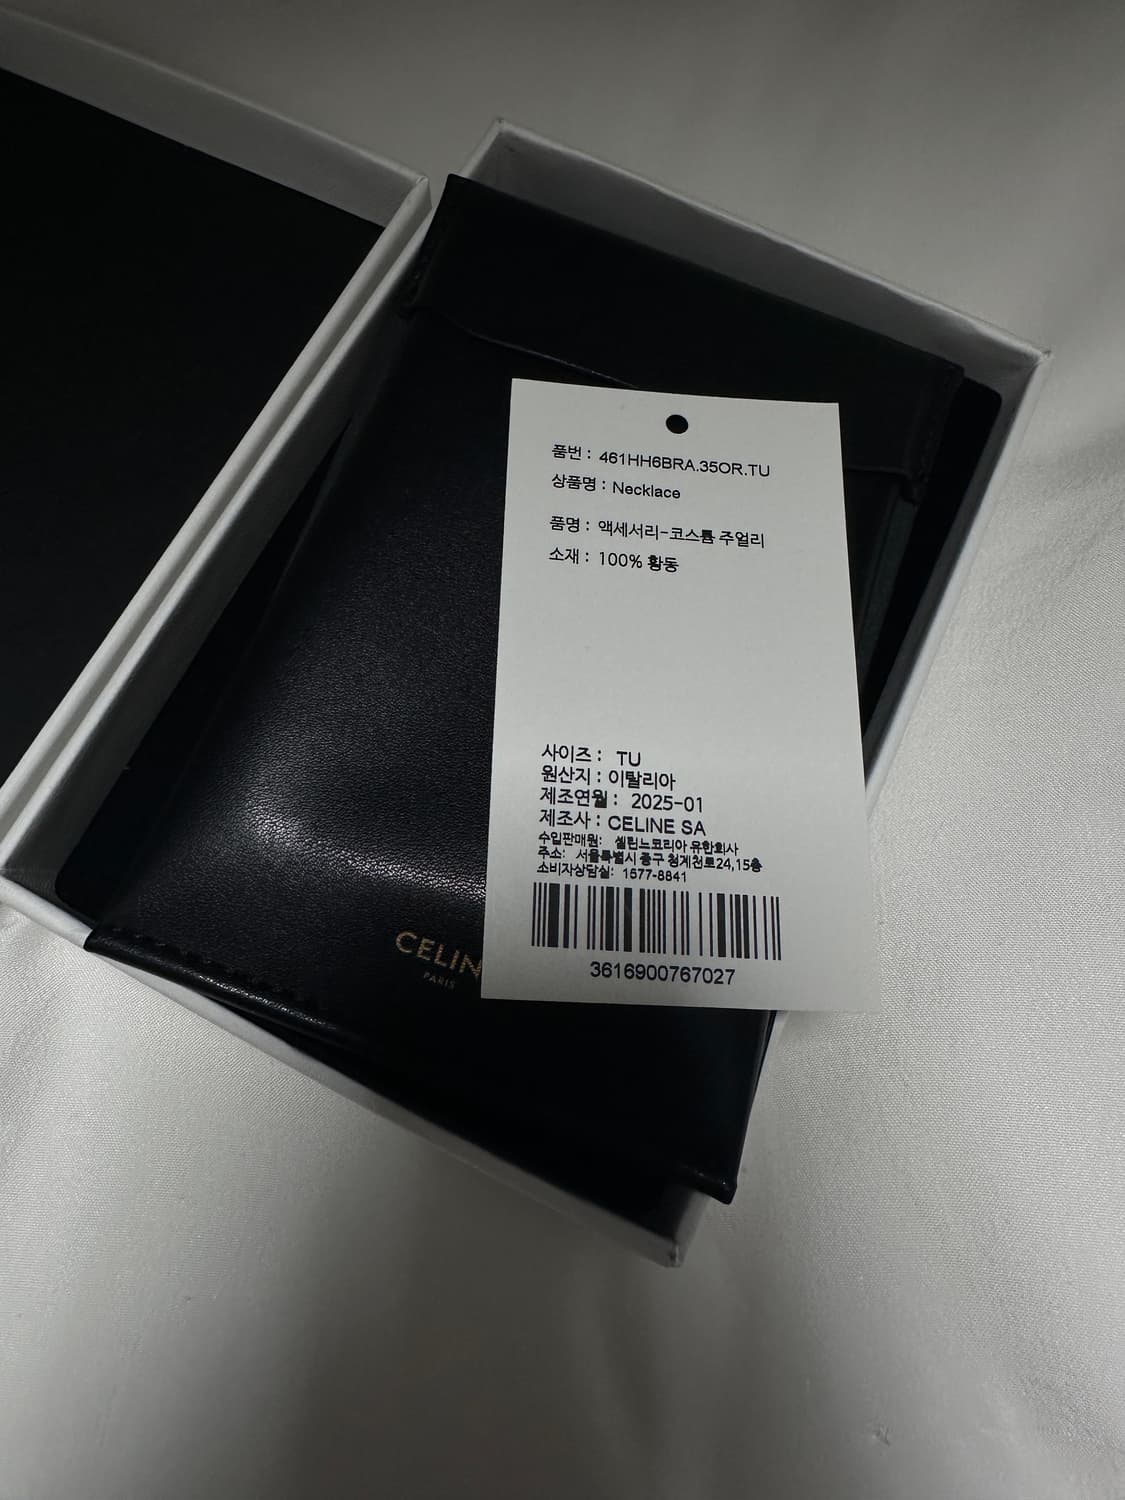 품번 : 461HH6BRA.35OR.TU
상품명 : Necklace
품명 : 액세서리-코스튬 주얼리
소재 : 100% 황동
사이즈 : TU
원산지 : 이탈리아
제조연월 : 2025-01
제조사 : CELINE SA
수입판매원: 셀린느코리아 유한회사
주소: 서울특별시 중구 청계천로24,15층
소비자상담실: 1577-8841
3616900767027
CELIN
PARIS